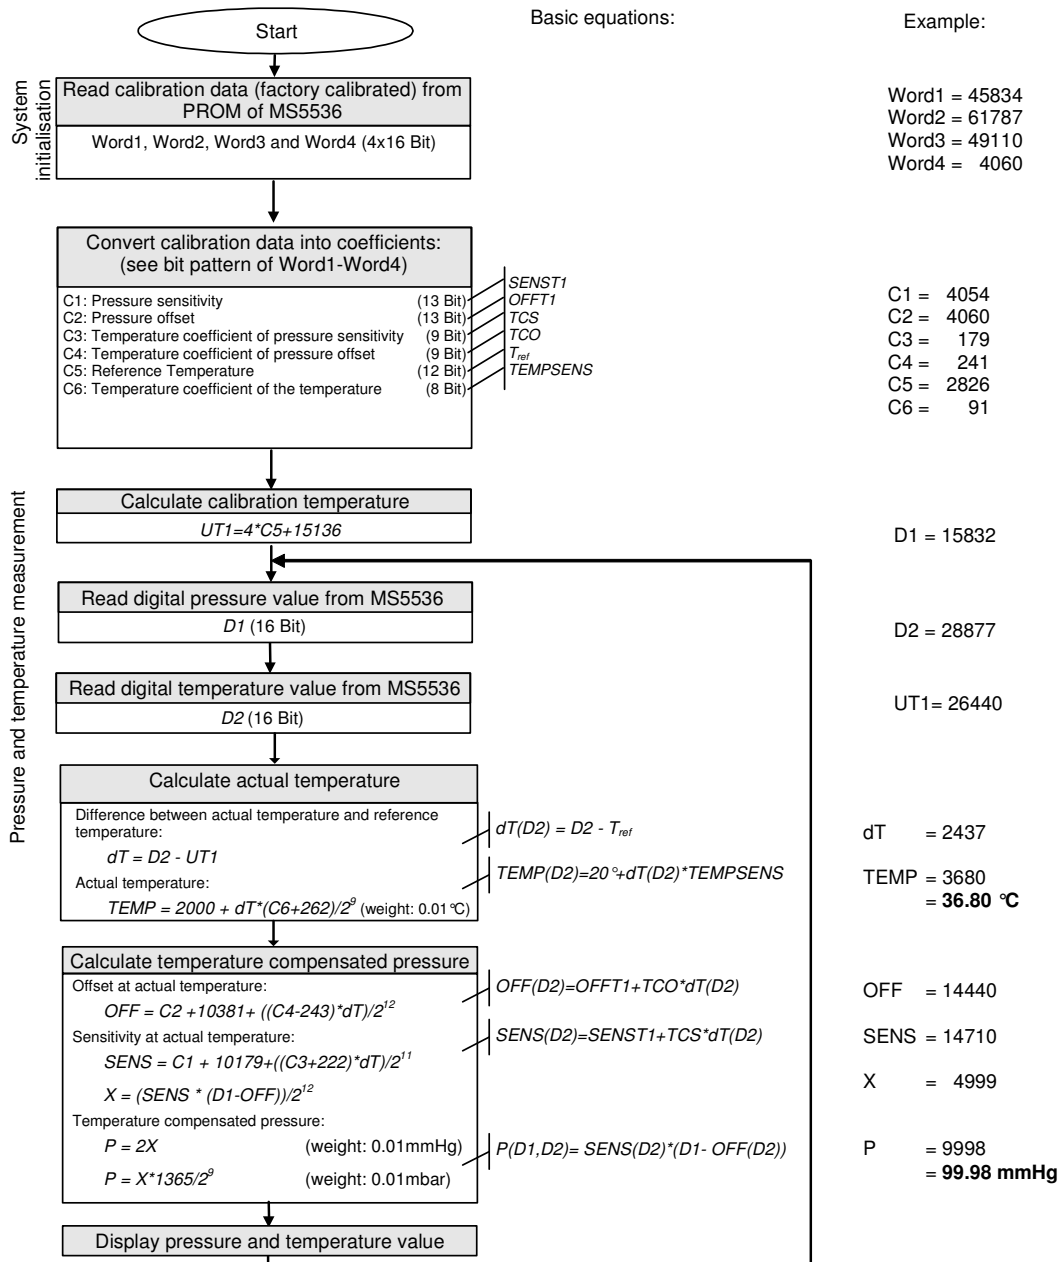 Basic equations:
Example:
Start
System
initialisation
Read calibration data (factory calibrated) from
PROM of MS5536
Word1, Word2, Word3 and Word4 (4x16 Bit)
Word1 = 45834
Word2 = 61787
Word3 = 49110
Word4 = 4060
Convert calibration data into coefficients:
(see bit pattern of Word1-Word4)
C1: Pressure sensitivity (13 Bit) SENST1
C2: Pressure offset (13 Bit) OFFT1
C3: Temperature coefficient of pressure sensitivity (9 Bit) TCS
C4: Temperature coefficient of pressure offset (9 Bit) TCO
C5: Reference Temperature (12 Bit) Tref
C6: Temperature coefficient of the temperature (8 Bit) TEMPSENS
C1 = 4054
C2 = 4060
C3 = 179
C4 = 241
C5 = 2826
C6 = 91
Pressure and temperature measurement
Calculate calibration temperature
UT1=4*C5+15136
D1 = 15832
Read digital pressure value from MS5536
D1 (16 Bit)
D2 = 28877
Read digital temperature value from MS5536
D2 (16 Bit)
UT1= 26440
Calculate actual temperature
Difference between actual temperature and reference
temperature:
dT = D2 - UT1
dT(D2) = D2 - Tref
dT = 2437
Actual temperature:
TEMP = 2000 + dT*(C6+262)/2⁹ (weight: 0.01°C)
TEMP(D2)=20°+dT(D2)*TEMPSENS
TEMP = 3680
= 36.80 °C
Calculate temperature compensated pressure
Offset at actual temperature:
OFF = C2 +10381+ ((C4-243)*dT)/2¹²
OFF(D2)=OFFT1+TCO*dT(D2)
OFF = 14440
Sensitivity at actual temperature:
SENS = C1 + 10179+((C3+222)*dT)/2¹¹
SENS(D2)=SENST1+TCS*dT(D2)
SENS = 14710
X = (SENS * (D1-OFF))/2¹²
X = 4999
Temperature compensated pressure:
P = 2X (weight: 0.01mmHg)
P = X*1365/2⁹ (weight: 0.01mbar)
P(D1,D2)= SENS(D2)*(D1- OFF(D2))
P = 9998
= 99.98 mmHg
Display pressure and temperature value